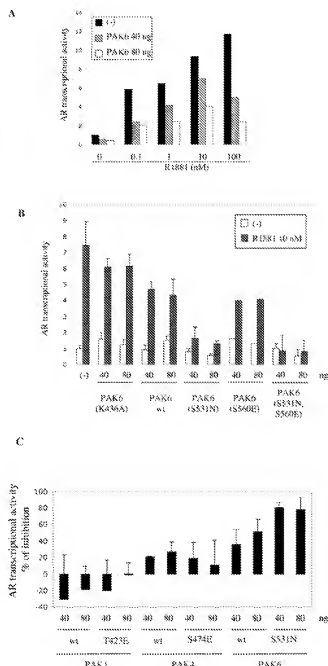 A
AR transcriptional activity
(-)
PAK6 40 ng
PAK6 80 ng
0 0.1 1 10 100
R1881 (nM)
B
AR transcriptional activity
(-)
R1881 10 nM
(-) 40 80 40 80 40 80 40 80 40 80 ng
PAK6 (K436A)
PAK6 wt
PAK6 (S531N)
PAK6 (S560E)
PAK6 (S531N, S560E)
C
AR transcriptional activity
% of inhibition
100
80
60
40
20
0
-20
-40
40 80 40 80 40 80 40 80 40 80 40 80 ng
wt T423E wt S474E wt S531N
PAK1 PAK4 PAK6